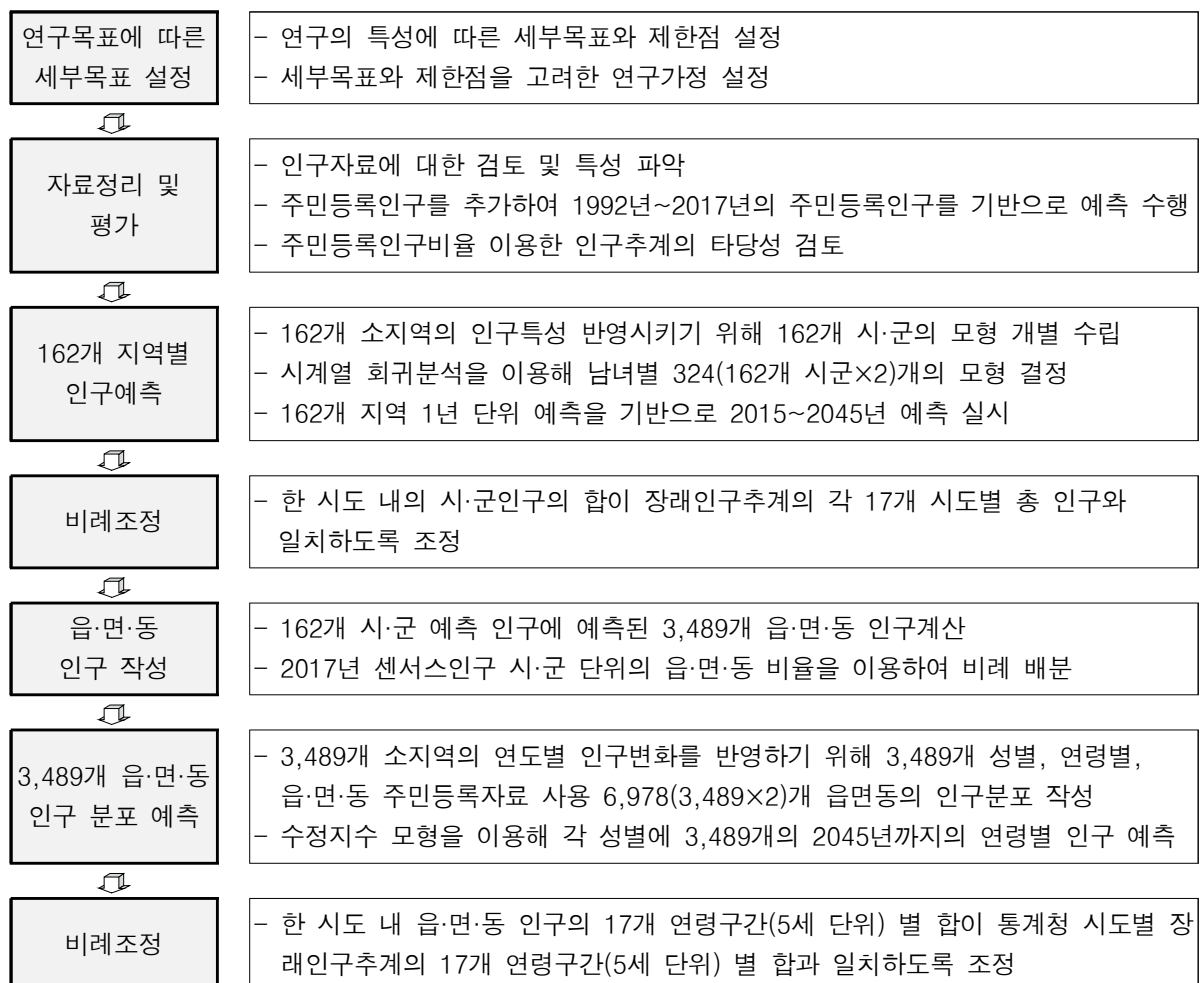 연구목표에 따른
세부목표 설정
- 연구의 특성에 따른 세부목표와 제한점 설정
- 세부목표와 제한점을 고려한 연구가정 설정
자료정리 및
평가
- 인구자료에 대한 검토 및 특성 파악
- 주민등록인구를 추가하여 1992년~2017년의 주민등록인구를 기반으로 예측 수행
- 주민등록인구비율 이용한 인구추계의 타당성 검토
162개 지역별
인구예측
- 162개 소지역의 인구특성 반영시키기 위해 162개 시·군의 모형 개별 수립
- 시계열 회귀분석을 이용해 남녀별 324(162개 시군×2)개의 모형 결정
- 162개 지역 1년 단위 예측을 기반으로 2015~2045년 예측 실시
비례조정
- 한 시도 내의 시·군인구의 합이 장래인구추계의 각 17개 시도별 총 인구와
일치하도록 조정
읍·면·동
인구 작성
- 162개 시·군 예측 인구에 예측된 3,489개 읍·면·동 인구계산
- 2017년 센서스인구 시·군 단위의 읍·면·동 비율을 이용하여 비례 배분
3,489개 읍·면·동
인구 분포 예측
- 3,489개 소지역의 연도별 인구변화를 반영하기 위해 3,489개 성별, 연령별,
읍·면·동 주민등록자료 사용 6,978(3,489×2)개 읍면동의 인구분포 작성
- 수정지수 모형을 이용해 각 성별에 3,489개의 2045년까지의 연령별 인구 예측
비례조정
- 한 시도 내 읍·면·동 인구의 17개 연령구간(5세 단위) 별 합이 통계청 시도별 장
래인구추계의 17개 연령구간(5세 단위) 별 합과 일치하도록 조정